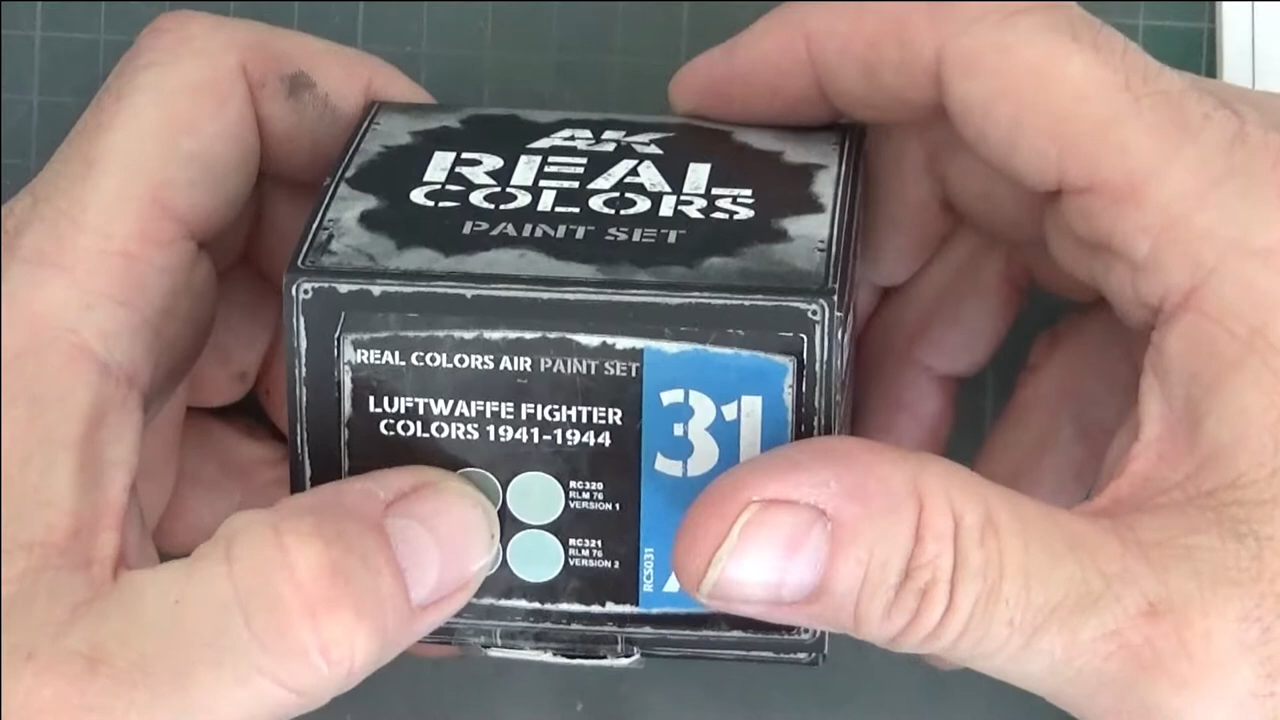 AK
REAL
COLORS
PAINT SET
REAL COLORS AIR PAINT SET
LUFTWAFFE FIGHTER
COLORS 1941-1944
31
RC320
RLM 76
VERSION 1
RC321
RLM 76
VERSION 2
RCS031